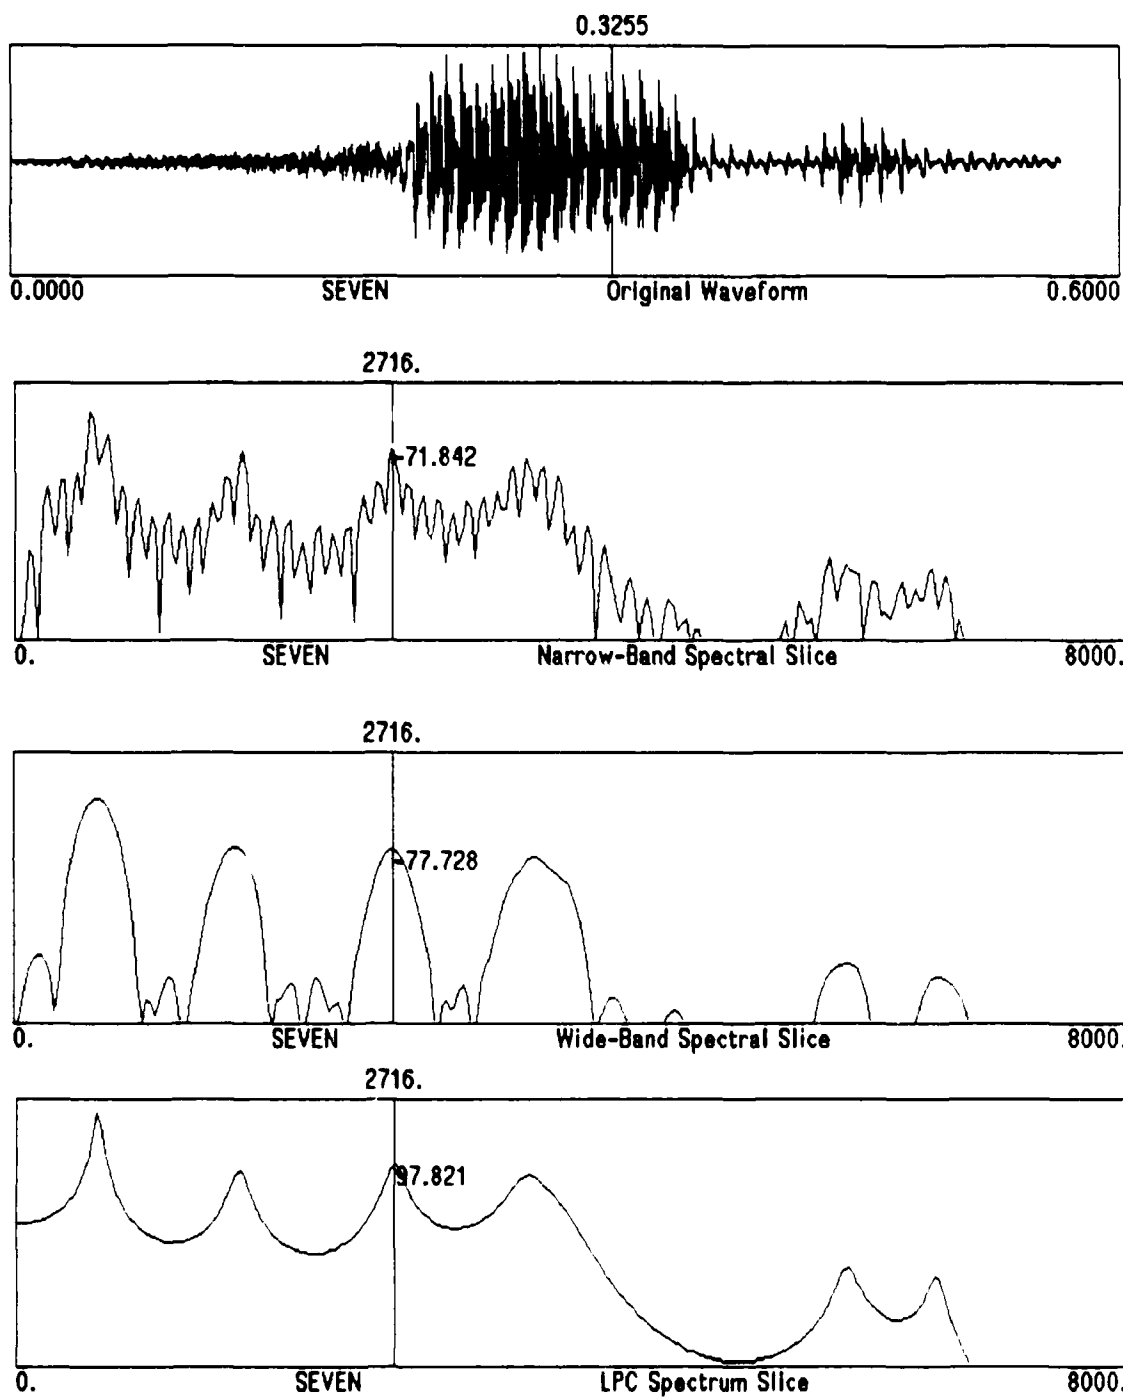 0.3255
0.0000 SEVEN Original Waveform 0.6000
2716.
71.842
0. SEVEN Narrow-Band Spectral Slice 8000.
2716.
77.728
0. SEVEN Wide-Band Spectral Slice 8000.
2716.
97.821
0. SEVEN LPC Spectrum Slice 8000.